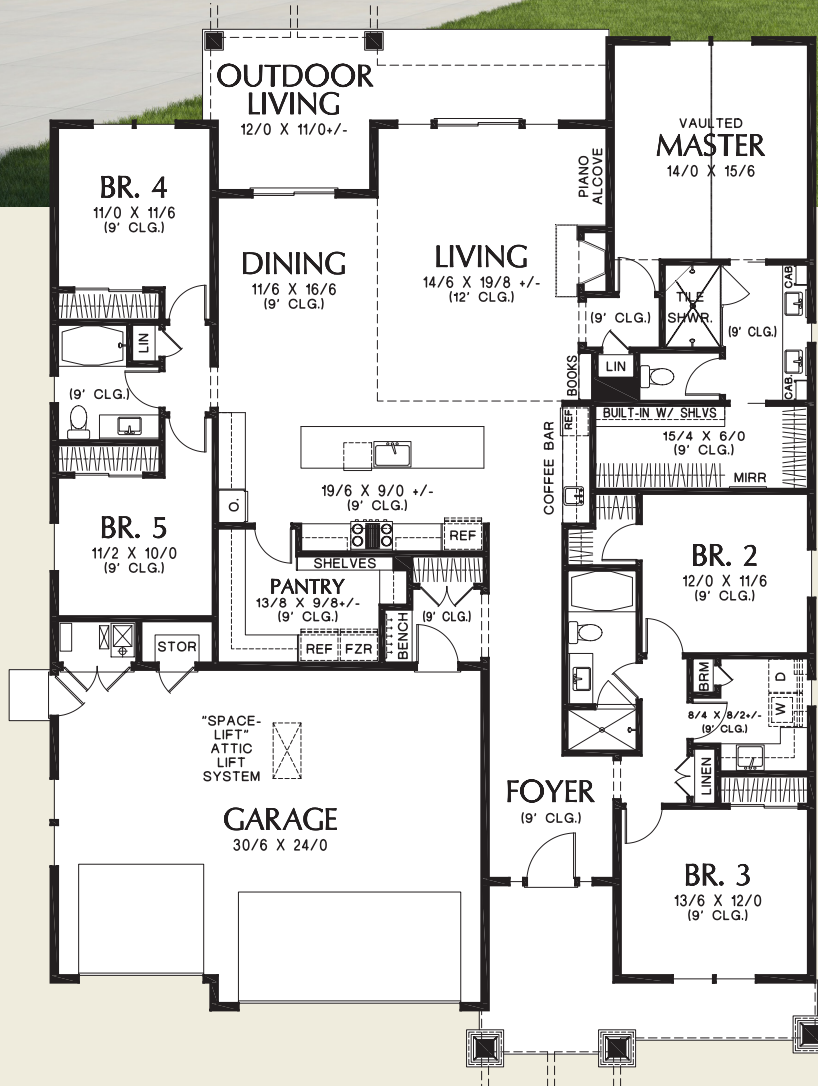 OUTDOOR
LIVING
12/0 X 11/0+/-
VAULTED
MASTER
14/0 X 15/6
PIANO
ALCOVE
BR. 4
11/0 X 11/6
(9' CLG.)
DINING
11/6 X 16/6
(9' CLG.)
LIVING
14/6 X 19/8 +/-
(12' CLG.)
(9' CLG.)
TILE
SHWR.
(9' CLG.)
CAB.
CAB.
LIN
LIN
BOOKS
(9' CLG.)
BUILT-IN W/ SHLVS
15/4 X 6/0
(9' CLG.)
MIRR
REF
COFFEE BAR
19/6 X 9/0 +/-
(9' CLG.)
O.
REF
BR. 5
11/2 X 10/0
(9' CLG.)
SHELVES
PANTRY
13/8 X 9/8+/-
(9' CLG.)
REF
FZR
BENCH
(9' CLG.)
BR. 2
12/0 X 11/6
(9' CLG.)
STOR
BRM
D
W
8/4 X 8/2+/-
(9' CLG.)
LINEN
"SPACE-
LIFT"
ATTIC
LIFT
SYSTEM
GARAGE
30/6 X 24/0
FOYER
(9' CLG.)
BR. 3
13/6 X 12/0
(9' CLG.)